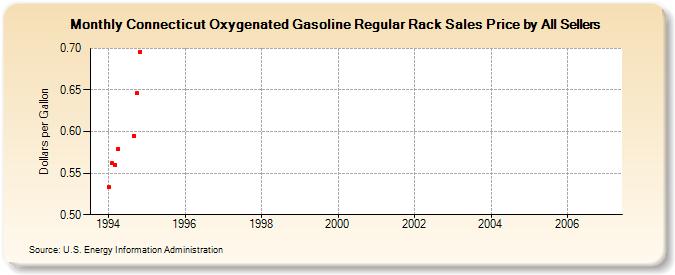 Monthly Connecticut Oxygenated Gasoline Regular Rack Sales Price by All Sellers
Dollars per Gallon
0.70
0.65
0.60
0.55
0.50
1994 1996 1998 2000 2002 2004 2006
Source: U.S. Energy Information Administration